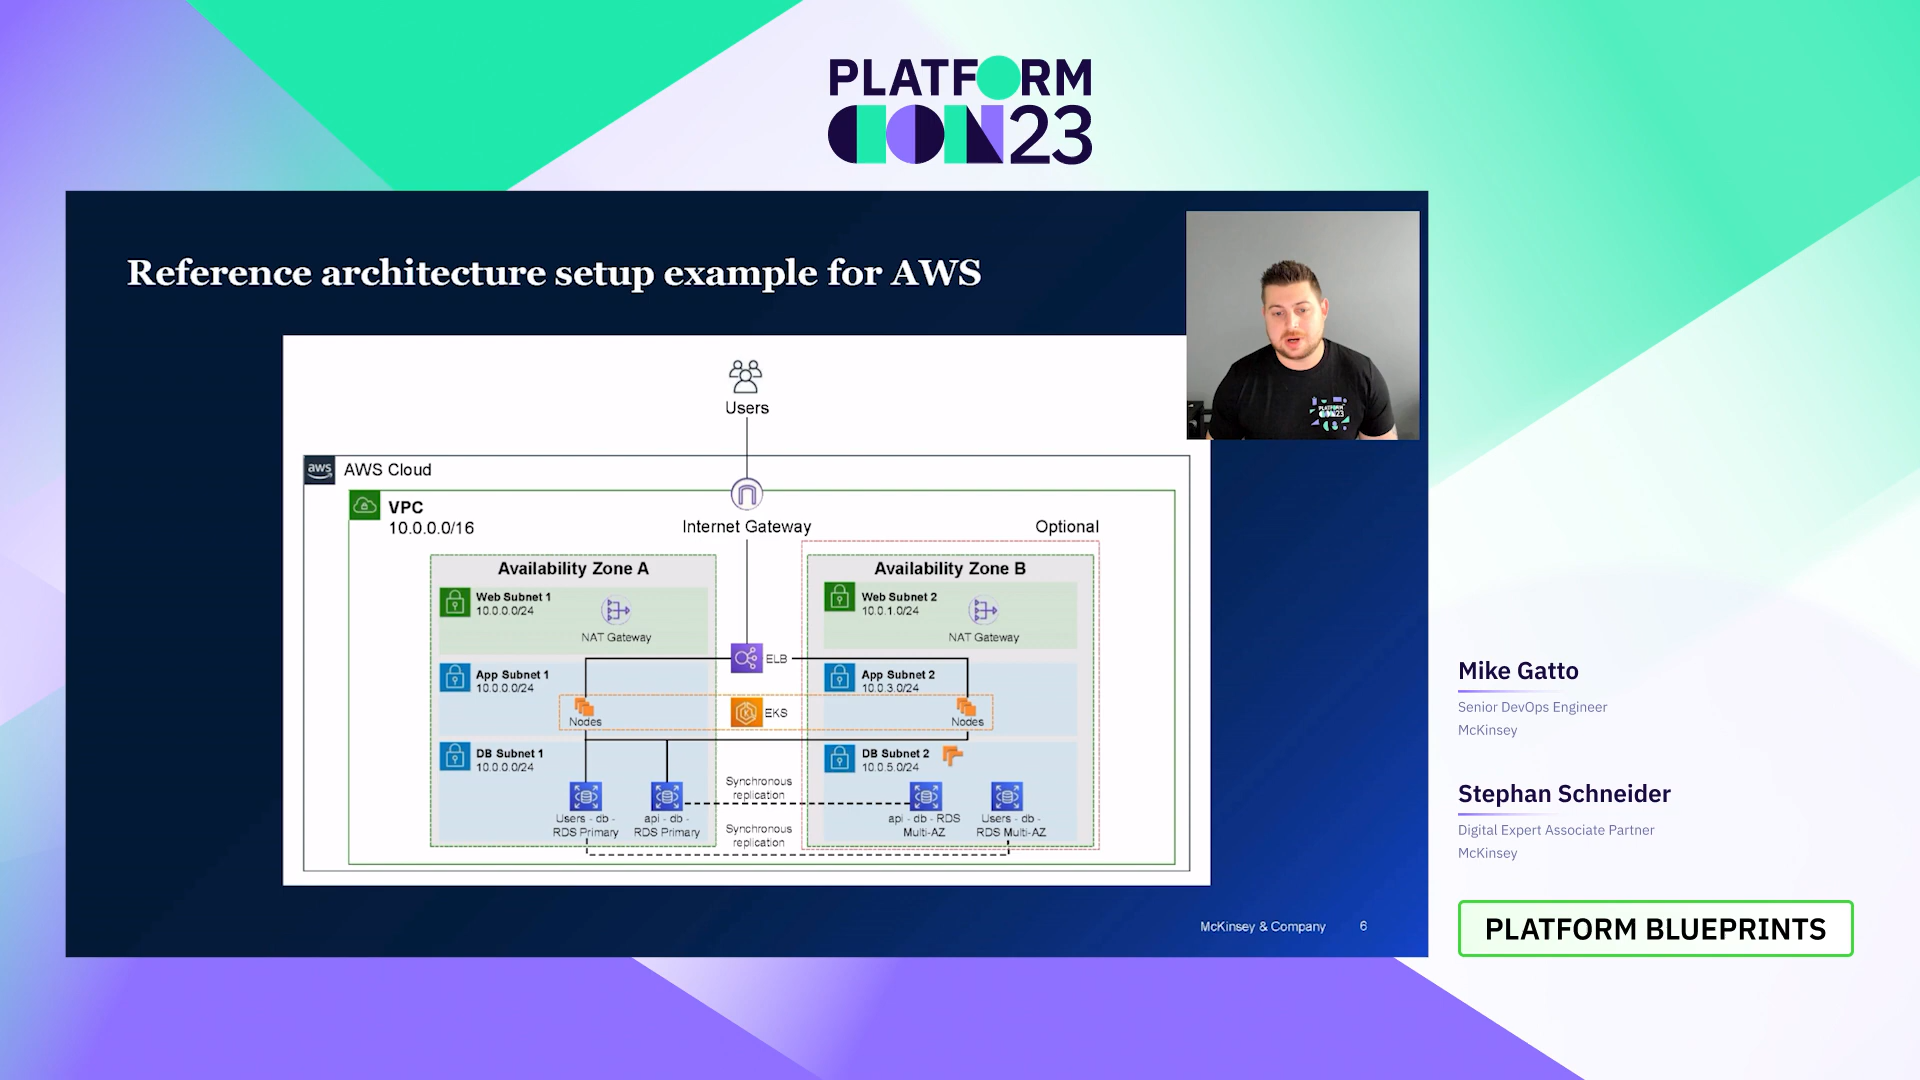 PLATFORM
CON23
Reference architecture setup example for AWS
Users
aws
AWS Cloud
VPC
10.0.0.0/16
Internet Gateway
Optional
Availability Zone A
Availability Zone B
Web Subnet 1
10.0.0.0/24
NAT Gateway
Web Subnet 2
10.0.1.0/24
NAT Gateway
ELB
App Subnet 1
10.0.0.0/24
App Subnet 2
10.0.3.0/24
Nodes
EKS
Nodes
DB Subnet 1
10.0.0.0/24
DB Subnet 2
10.0.5.0/24
Synchronous
replication
Users - db -
RDS Primary
api - db -
RDS Primary
api - db - RDS
Multi-AZ
Users - db -
RDS Multi-AZ
Synchronous
replication
McKinsey & Company
6
PLATFORM
CON23
Mike Gatto
Senior DevOps Engineer
McKinsey
Stephan Schneider
Digital Expert Associate Partner
McKinsey
PLATFORM BLUEPRINTS